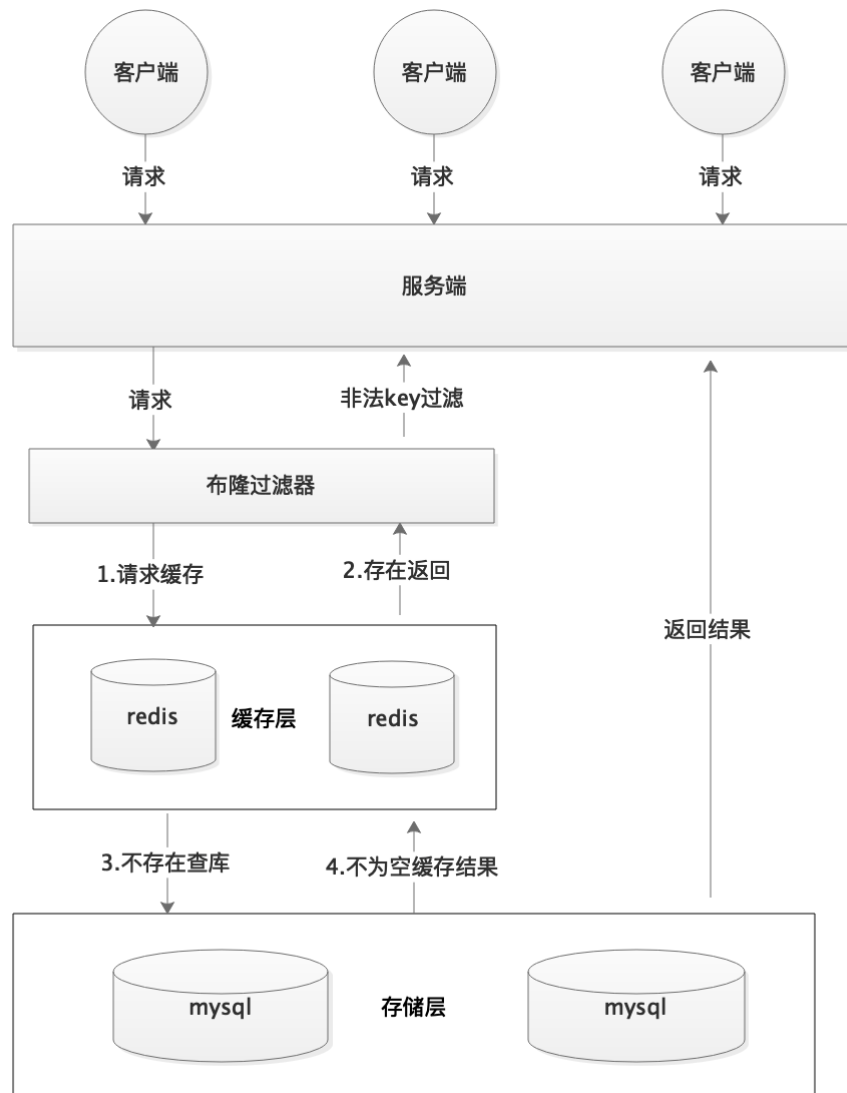 客户端
客户端
客户端
请求
请求
请求
服务端
请求
非法key过滤
布隆过滤器
1.请求缓存
2.存在返回
返回结果
redis
缓存层
redis
3.不存在查库
4.不为空缓存结果
mysql
存储层
mysql